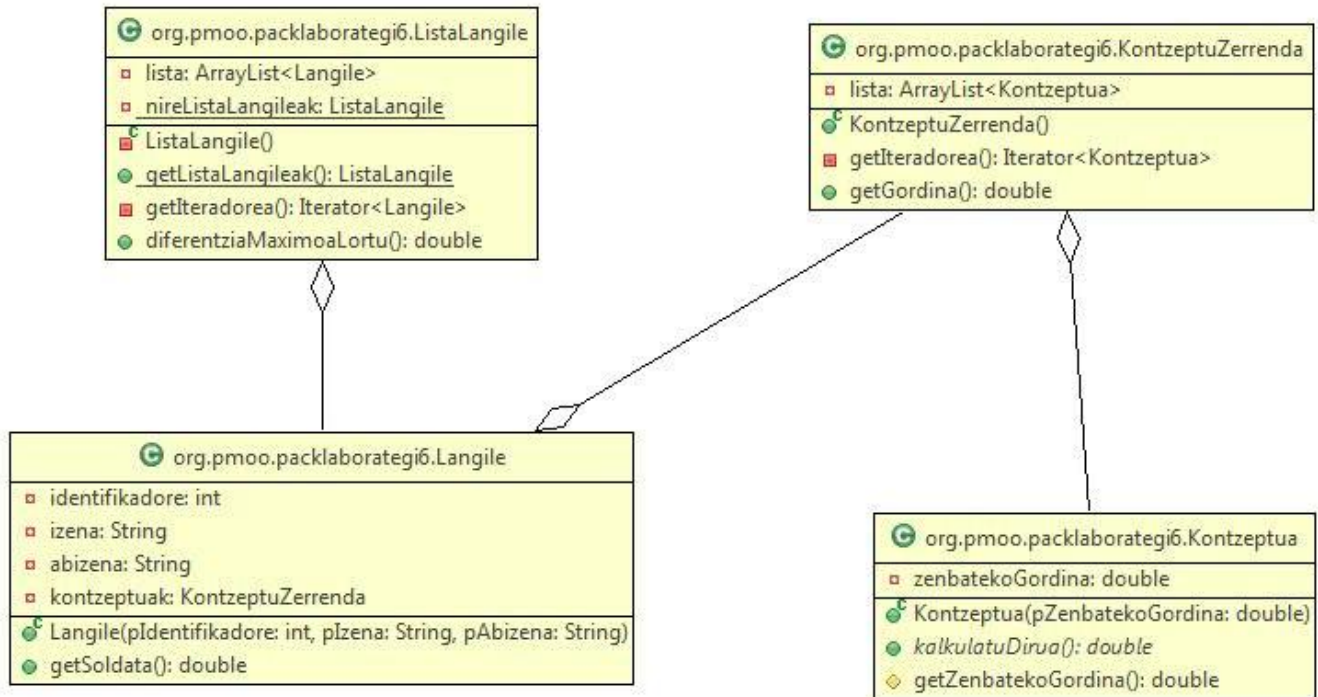 org.pmoo.packlaborategi6.ListaLangile
lista: ArrayList<Langile>
nireListaLangileak: ListaLangile
ListaLangile()
getListaLangileak(): ListaLangile
getIteradorea(): Iterator<Langile>
diferentziaMaximoaLortu(): double
org.pmoo.packlaborategi6.KontzeptuZerrenda
lista: ArrayList<Kontzeptua>
KontzeptuZerrenda()
getIteradorea(): Iterator<Kontzeptua>
getGordina(): double
org.pmoo.packlaborategi6.Langile
identifikadore: int
izena: String
abizena: String
kontzeptuak: KontzeptuZerrenda
Langile(pIdentifikadore: int, pIzena: String, pAbizena: String)
getSoldata(): double
org.pmoo.packlaborategi6.Kontzeptua
zenbatekoGordina: double
Kontzeptua(pZenbatekoGordina: double)
kalkulatuDirua(): double
getZenbatekoGordina(): double